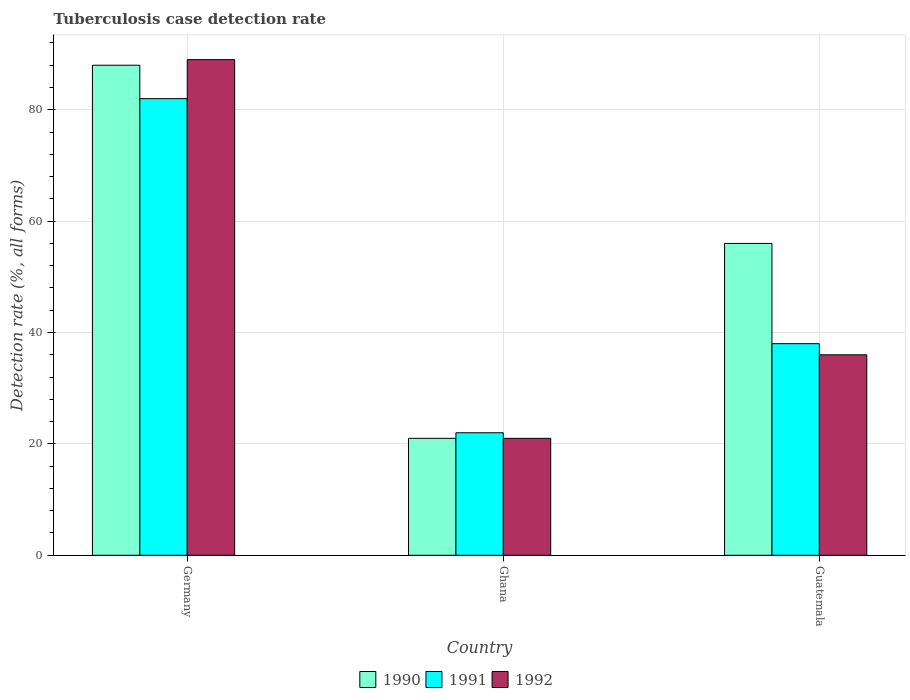 Tuberculosis case detection rate
Detection rate (%, all forms)
80
60
40
20
0
Germany
Ghana
Guatemala
Country
1990
1991
1992